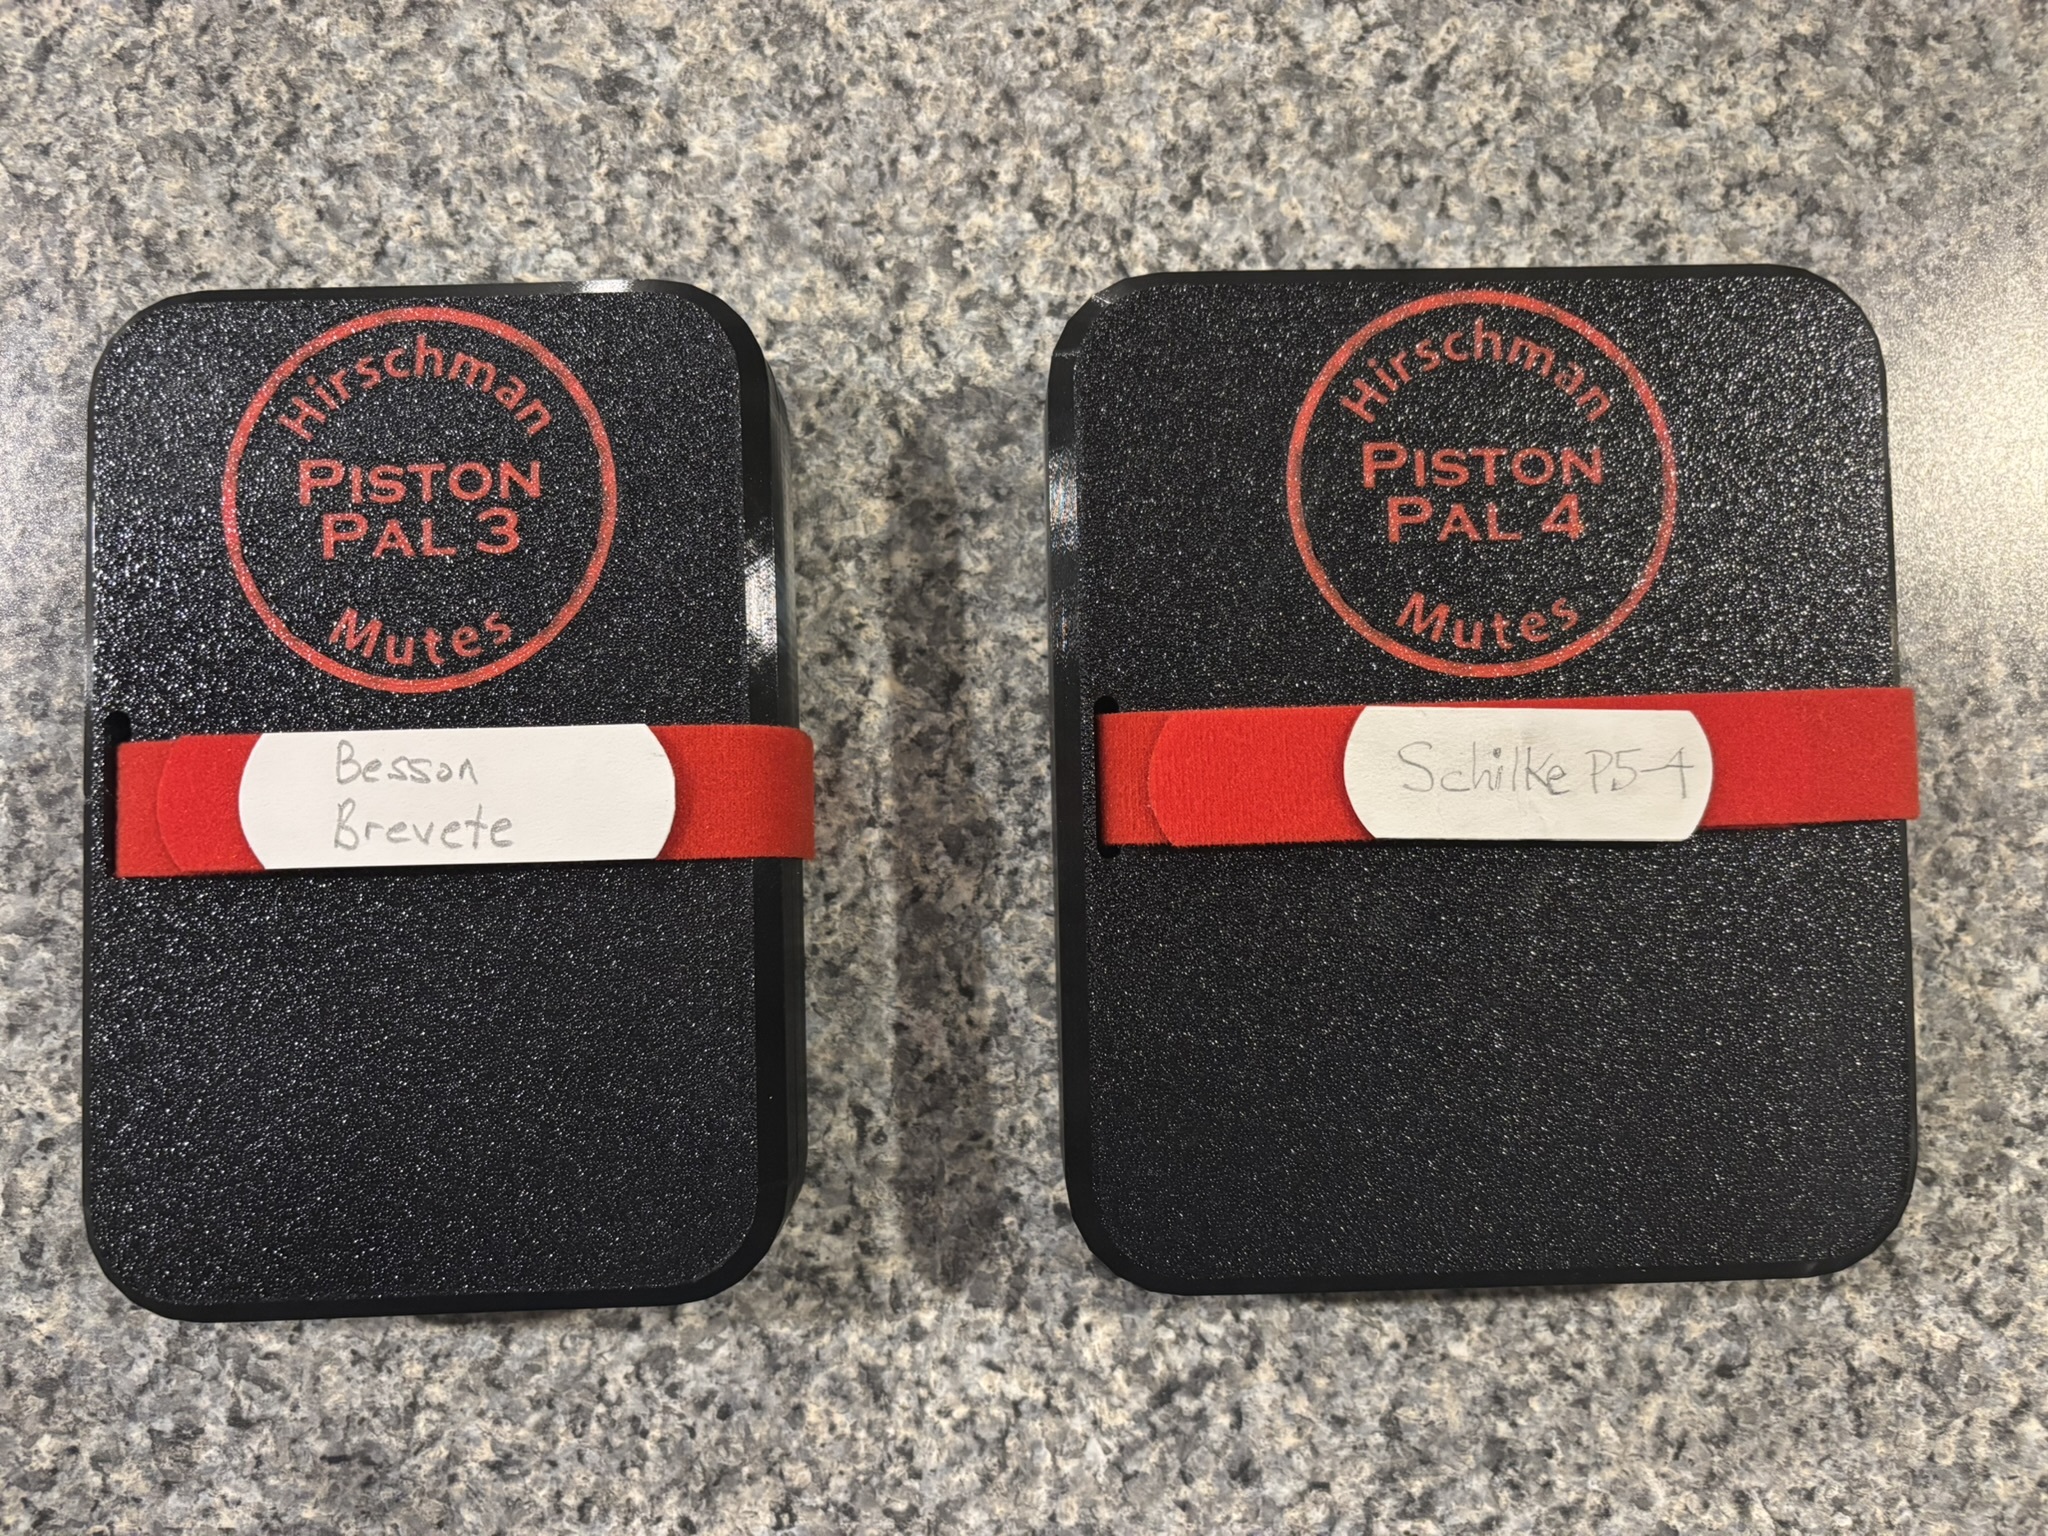 Hirschman
PISTON
PAL 3
Mutes
Besson
Brevete
Hirschman
PISTON
PAL 4
Mutes
Schilke P5-4